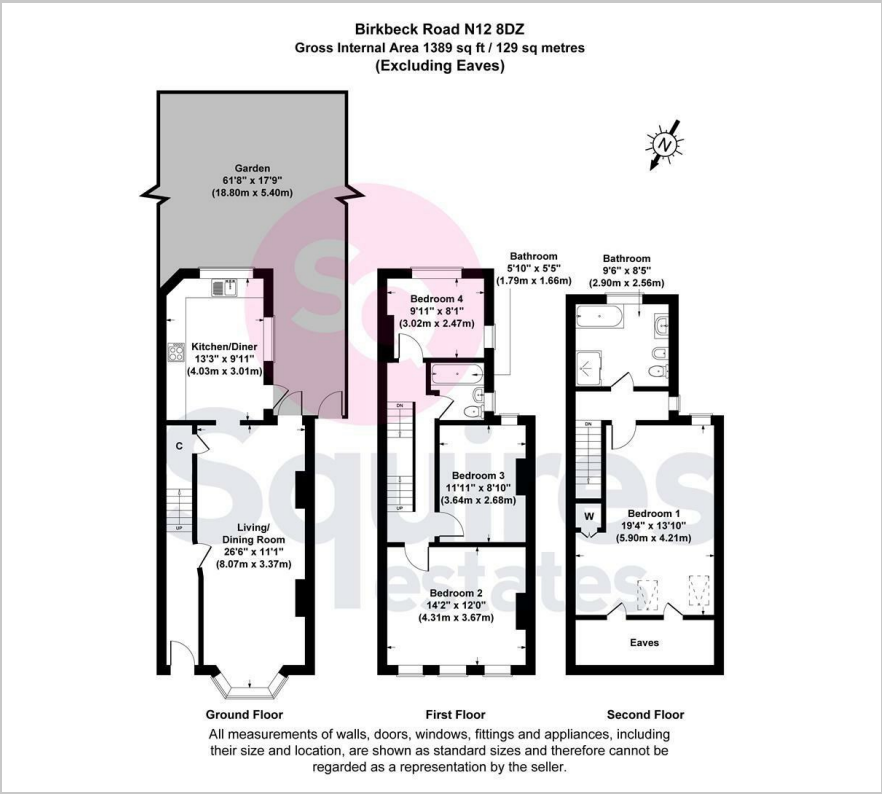 Birkbeck Road N12 8DZ
Gross Internal Area 1389 sq ft / 129 sq metres
(Excluding Eaves)
N
Garden
61'8" x 17'9"
(18.80m x 5.40m)
Kitchen/Diner
13'3" x 9'11"
(4.03m x 3.01m)
C
UP
Living/
Dining Room
26'6" x 11'1"
(8.07m x 3.37m)
Bedroom 4
9'11" x 8'1"
(3.02m x 2.47m)
Bathroom
5'10" x 5'5"
(1.79m x 1.66m)
DN
UP
Bedroom 3
11'11" x 8'10"
(3.64m x 2.68m)
Bedroom 2
14'2" x 12'0"
(4.31m x 3.67m)
Bathroom
9'6" x 8'5"
(2.90m x 2.56m)
DN
W
Bedroom 1
19'4" x 13'10"
(5.90m x 4.21m)
Eaves
SQ
Squires
estates
Ground Floor
First Floor
Second Floor
All measurements of walls, doors, windows, fittings and appliances, including
their size and location, are shown as standard sizes and therefore cannot be
regarded as a representation by the seller.